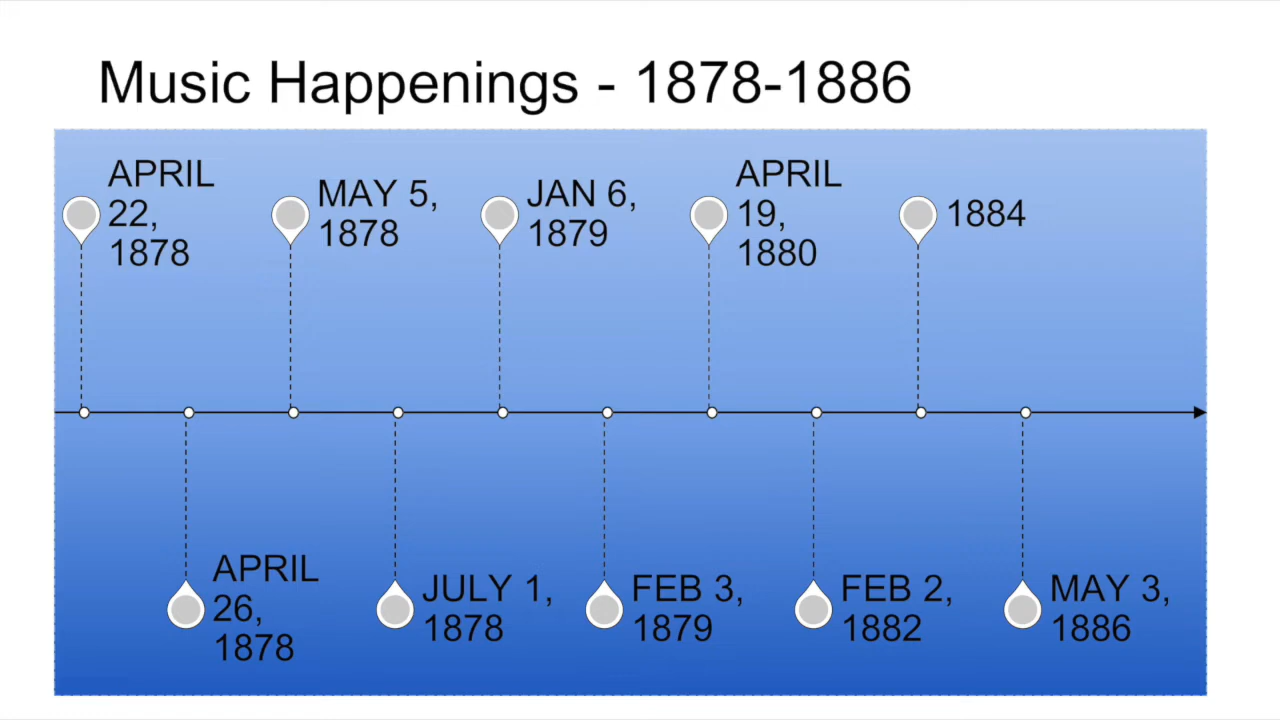 Music Happenings - 1878-1886
APRIL
22,
1878
MAY 5,
1878
JAN 6,
1879
APRIL
19,
1880
1884
APRIL
26,
1878
JULY 1,
1878
FEB 3,
1879
FEB 2,
1882
MAY 3,
1886